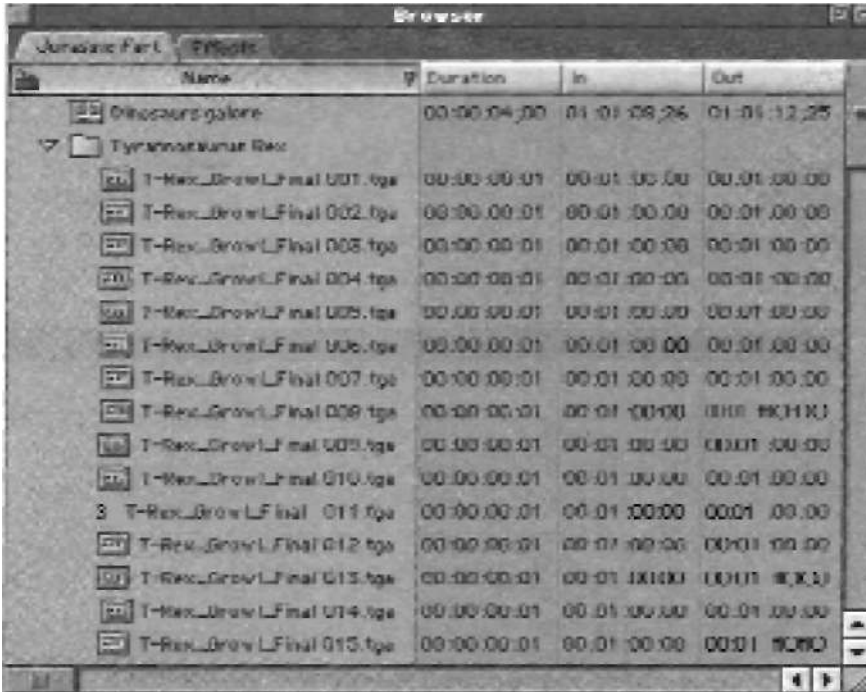 Browser
Jurassic Fart Effects
Name Duration In Out
Dinosaurs galore 00:00:04;00 01:01:08;26 01:01:12;25
Tyrannosaurus Rex
T-Rex_Growl_Final 001.tga 00:00:00:01 00:01:00:00 00:01:00:00
T-Rex_Growl_Final 002.tga 00:00:00:01 00:01:00:00 00:01:00:00
T-Rex_Growl_Final 003.tga 00:00:00:01 00:01:00:00 00:01:00:00
T-Rex_Growl_Final 004.tga 00:00:00:01 00:01:00:00 00:01:00:00
T-Rex_Growl_Final 005.tga 00:00:00:01 00:01:00:00 00:01:00:00
T-Rex_Growl_Final 006.tga 00:00:00:01 00:01:00:00 00:01:00:00
T-Rex_Growl_Final 007.tga 00:00:00:01 00:01:00:00 00:01:00:00
T-Rex_Growl_Final 008.tga 00:00:00:01 00:01:00:00
T-Rex_Growl_Final 009.tga 00:00:00:01 00:01:00:00 00:01:00:00
T-Rex_Growl_Final 010.tga 00:00:00:01 00:01:00:00 00:01:00:00
3 T-Rex_Growl_Final 011.tga 00:00:00:01 00:01:00:00 00:01:00:00
T-Rex_Growl_Final 012.tga 00:00:00:01 00:01:00:00 00:01:00:00
T-Rex_Growl_Final 013.tga 00:00:00:01
T-Rex_Growl_Final 014.tga 00:00:00:01 00:01:00:00 00:01:00:00
T-Rex_Growl_Final 015.tga 00:00:00:01 00:01:00:00